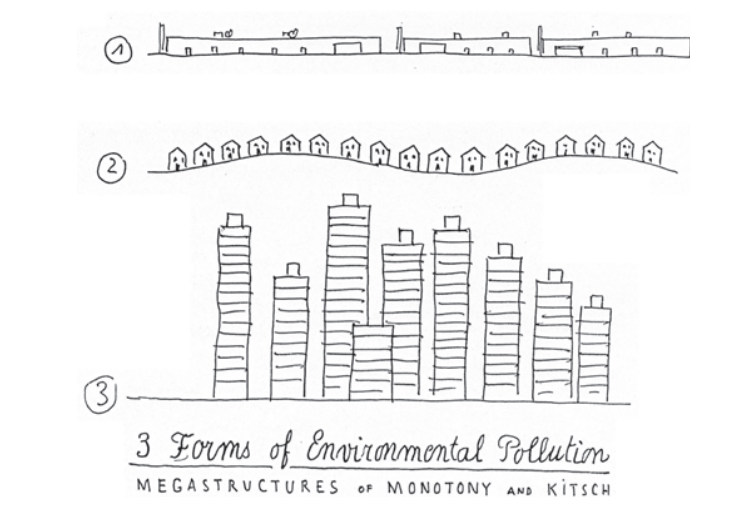 1
2
3
3 Forms of Environmental Pollution
MEGASTRUCTURES OF MONOTONY AND KITSCH